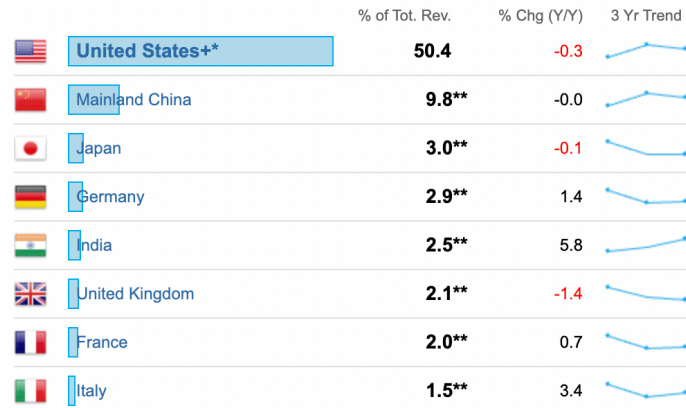 % of Tot. Rev. % Chg (Y/Y) 3 Yr Trend
United States+* 50.4 -0.3
Mainland China 9.8** -0.0
Japan 3.0** -0.1
Germany 2.9** 1.4
India 2.5** 5.8
United Kingdom 2.1** -1.4
France 2.0** 0.7
Italy 1.5** 3.4